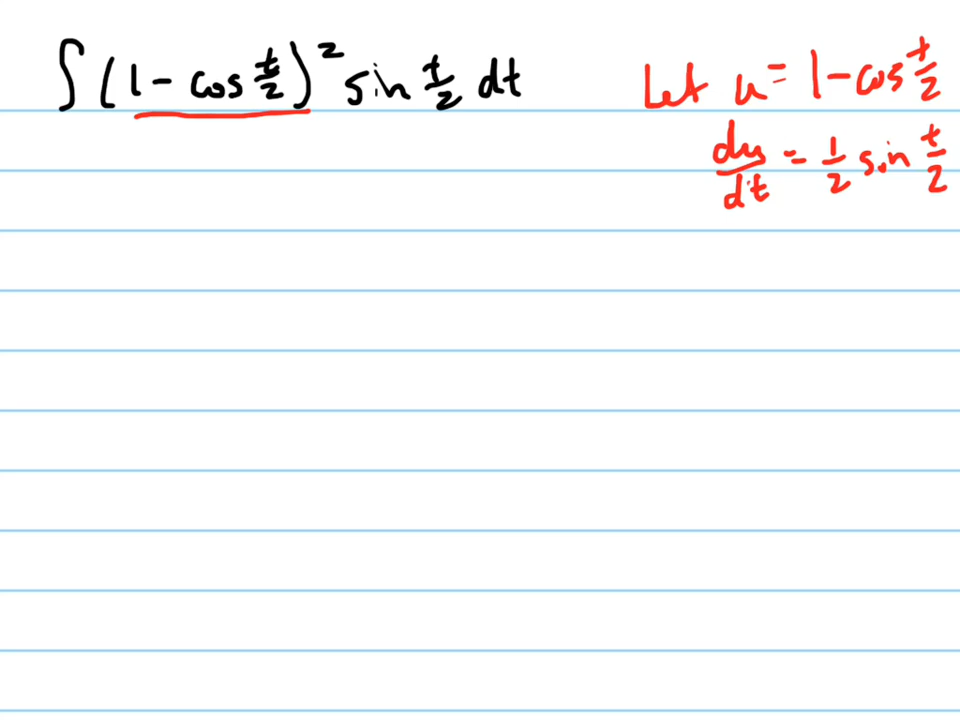 ∫ (1 - cos t/2)² sin t/2 dt
Let u = 1 - cos t/2
du/dt = 1/2 sin t/2